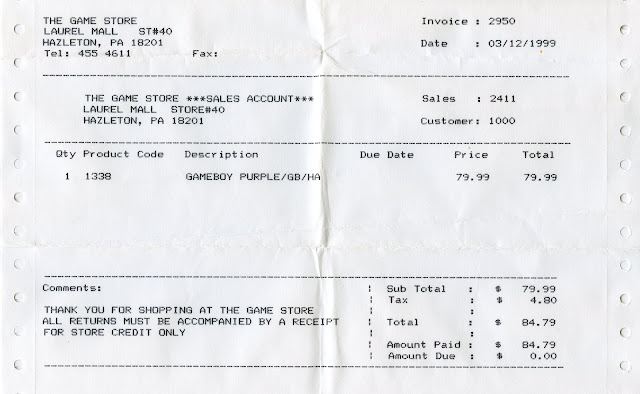 THE GAME STORE Invoice : 2950
LAUREL MALL ST#40
HAZLETON, PA 18201 Date : 03/12/1999
Tel: 455 4611 Fax:
THE GAME STORE ***SALES ACCOUNT*** Sales : 2411
LAUREL MALL STORE#40
HAZLETON, PA 18201 Customer: 1000
Qty Product Code Description Due Date Price Total
1 1338 GAMEBOY PURPLE/GB/HA 79.99 79.99
Comments: Sub Total : $ 79.99
Tax : $ 4.80
THANK YOU FOR SHOPPING AT THE GAME STORE
ALL RETURNS MUST BE ACCOMPANIED BY A RECEIPT Total : $ 84.79
FOR STORE CREDIT ONLY
Amount Paid : $ 84.79
Amount Due : $ 0.00